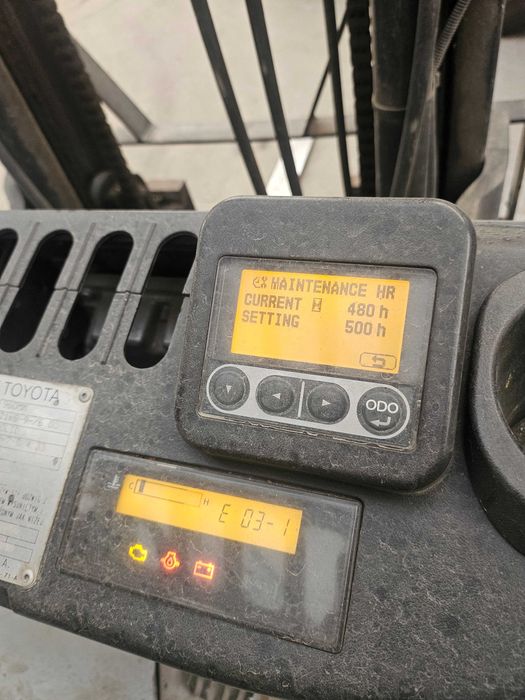 MAINTENANCE HR
CURRENT 480 h
SETTING 500 h
ODO
TOYOTA
C H
E 03-1
A.